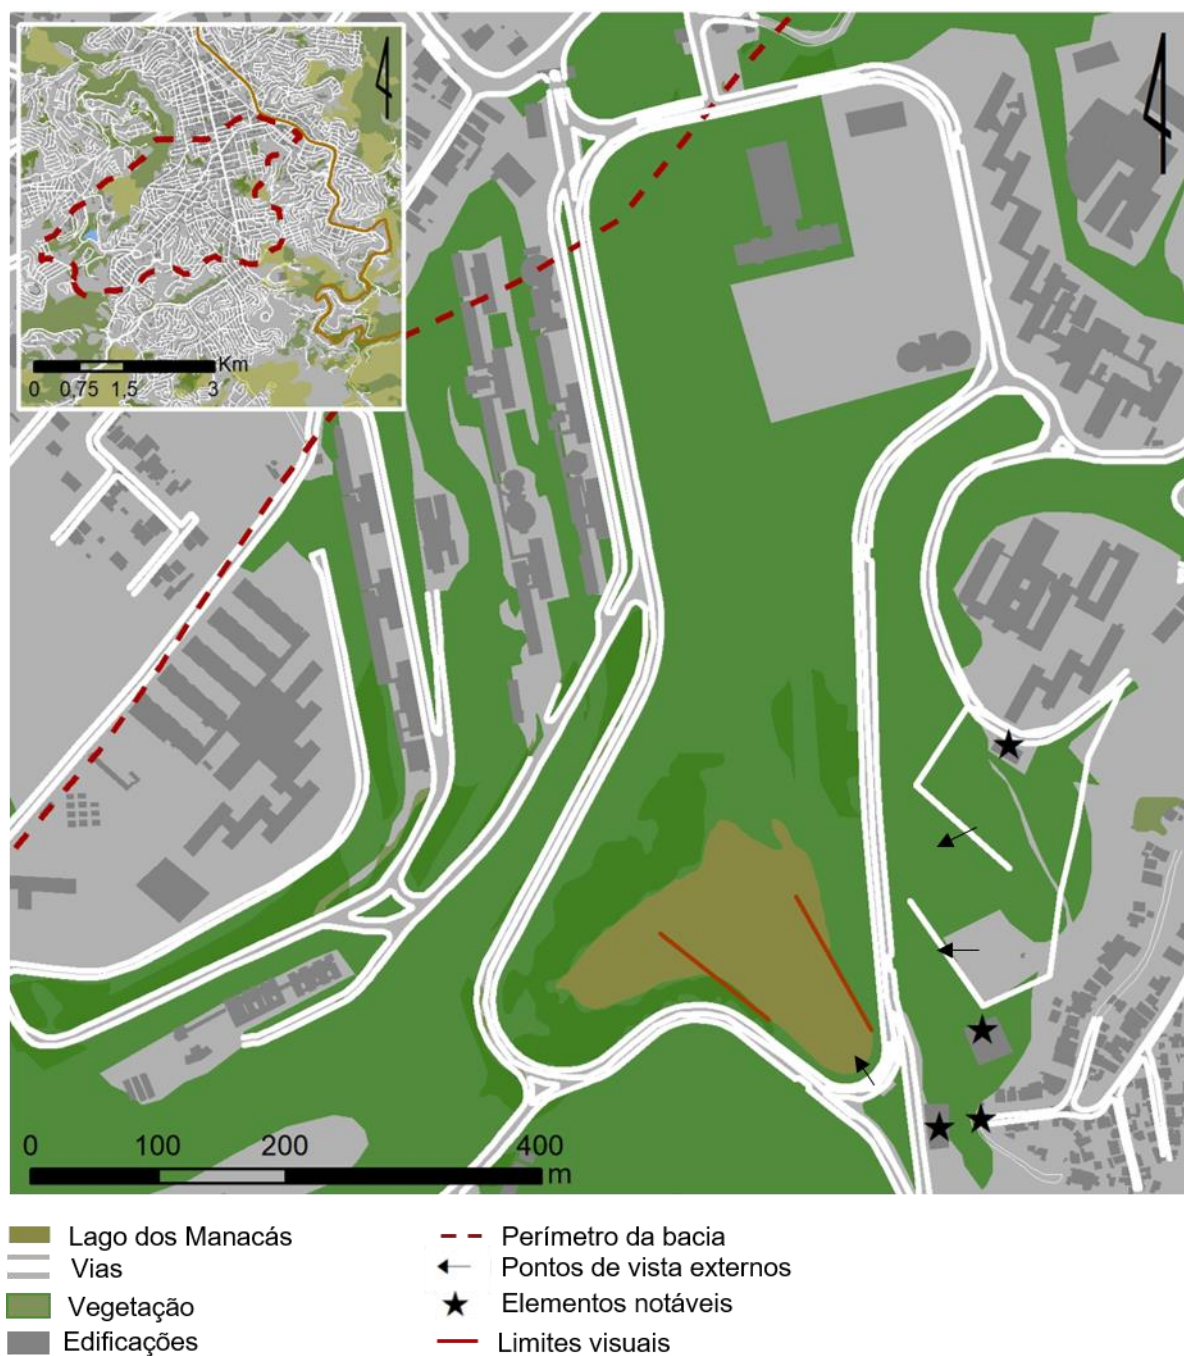 Km
0 0,75 1,5 3
0 100 200 400
m
Lago dos Manacás
Vias
Vegetação
Edificações
Perímetro da bacia
Pontos de vista externos
Elementos notáveis
Limites visuais